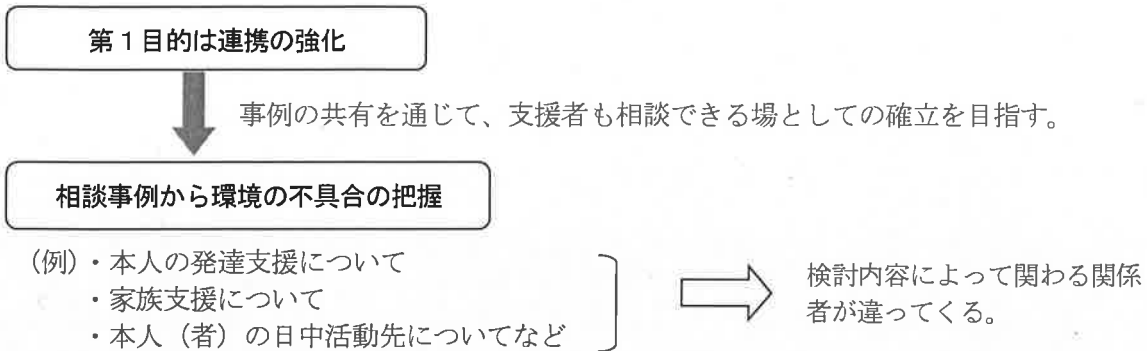 第１目的は連携の強化
事例の共有を通じて、支援者も相談できる場としての確立を目指す。
相談事例から環境の不具合の把握
（例）・本人の発達支援について
・家族支援について
・本人（者）の日中活動先についてなど
検討内容によって関わる関係
者が違ってくる。